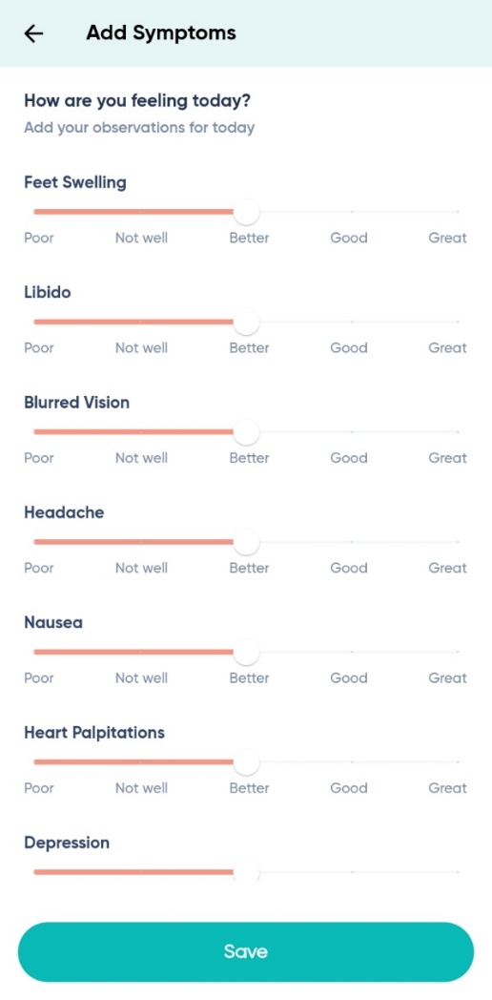 Add Symptoms
How are you feeling today?
Add your observations for today
Feet Swelling
Poor Not well Better Good Great
Libido
Poor Not well Better Good Great
Blurred Vision
Poor Not well Better Good Great
Headache
Poor Not well Better Good Great
Nausea
Poor Not well Better Good Great
Heart Palpitations
Poor Not well Better Good Great
Depression
Save